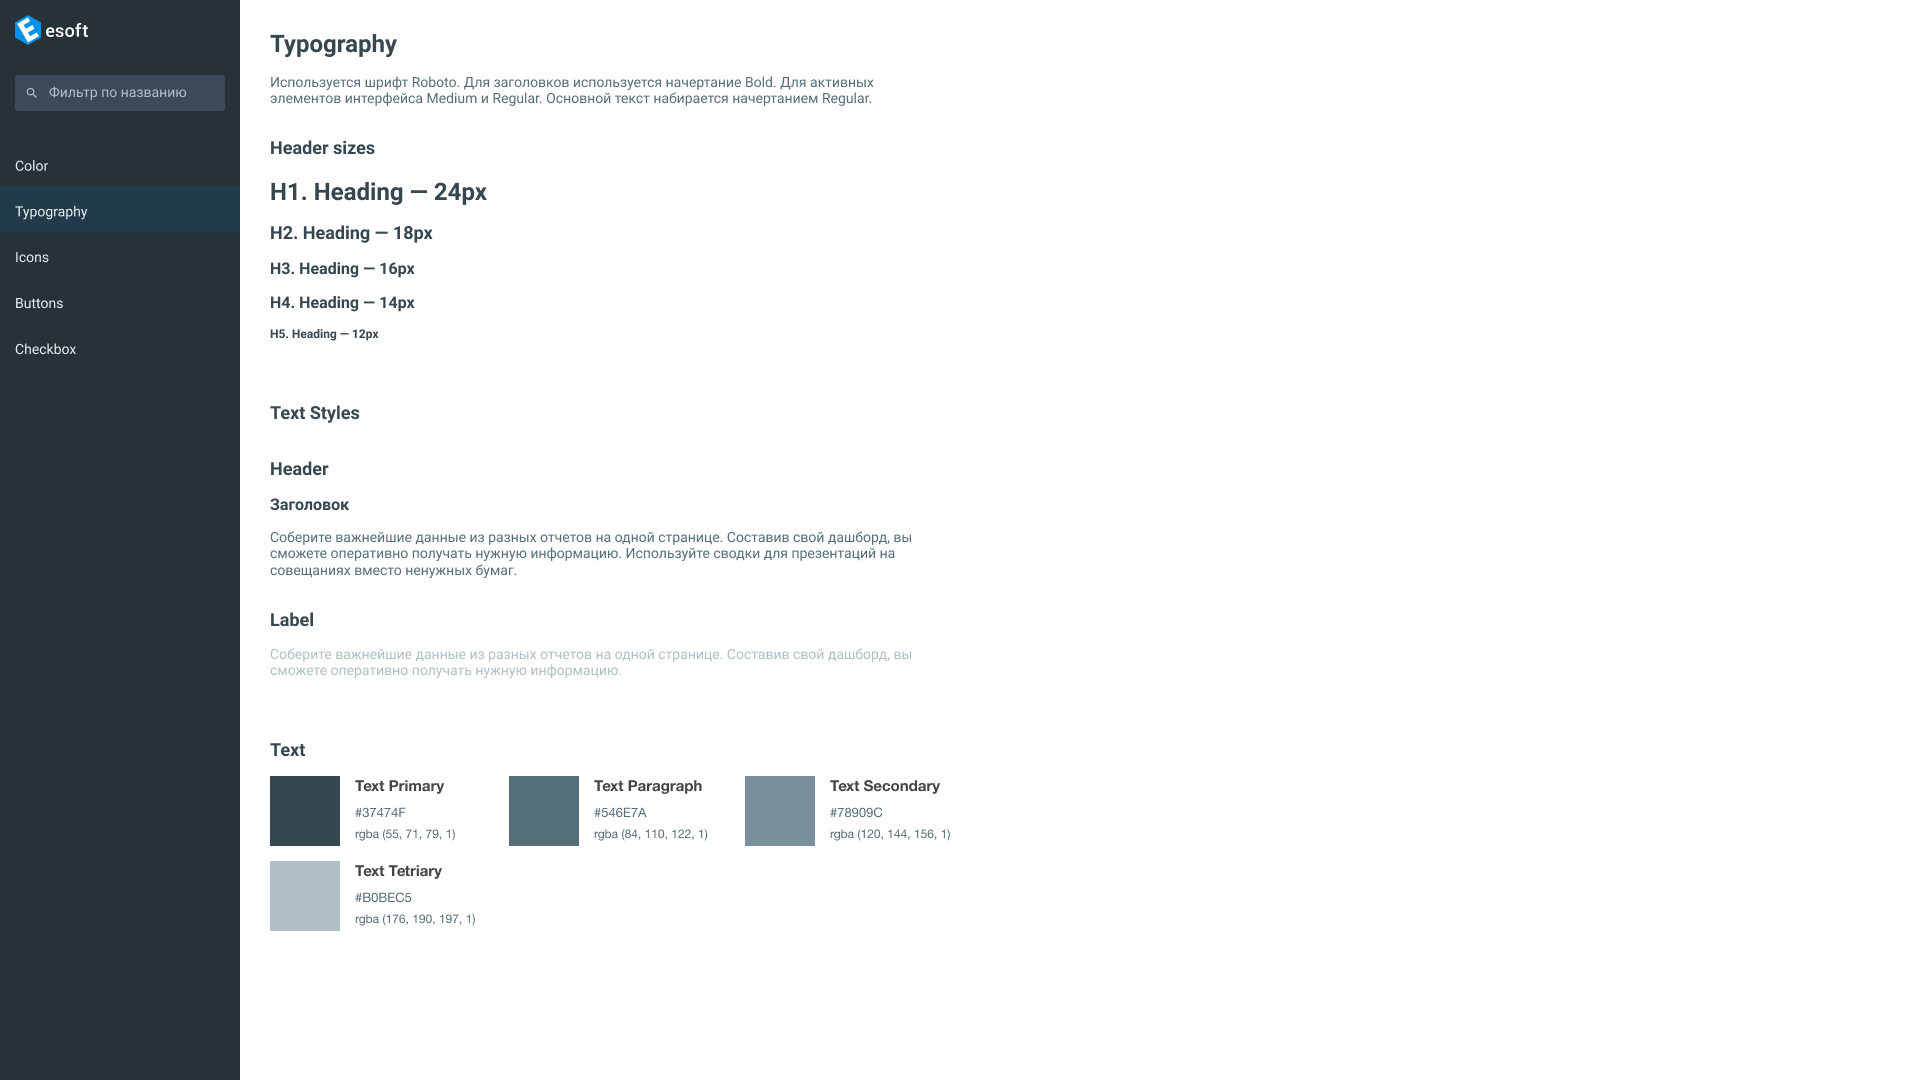 esoft
Фильтр по названию
Color
Typography
Icons
Buttons
Checkbox
Typography
Используется шрифт Roboto. Для заголовков используется начертание Bold. Для активных
элементов интерфейса Medium и Regular. Основной текст набирается начертанием Regular.
Header sizes
H1. Heading — 24px
H2. Heading — 18px
H3. Heading — 16px
H4. Heading — 14px
H5. Heading — 12px
Text Styles
Header
Заголовок
Соберите важнейшие данные из разных отчетов на одной странице. Составив свой дашборд, вы
сможете оперативно получать нужную информацию. Используйте сводки для презентаций на
совещаниях вместо ненужных бумаг.
Label
Соберите важнейшие данные из разных отчетов на одной странице. Составив свой дашборд, вы
сможете оперативно получать нужную информацию.
Text
Text Primary
#37474F
rgba (55, 71, 79, 1)
Text Paragraph
#546E7A
rgba (84, 110, 122, 1)
Text Secondary
#78909C
rgba (120, 144, 156, 1)
Text Tetriary
#B0BEC5
rgba (176, 190, 197, 1)